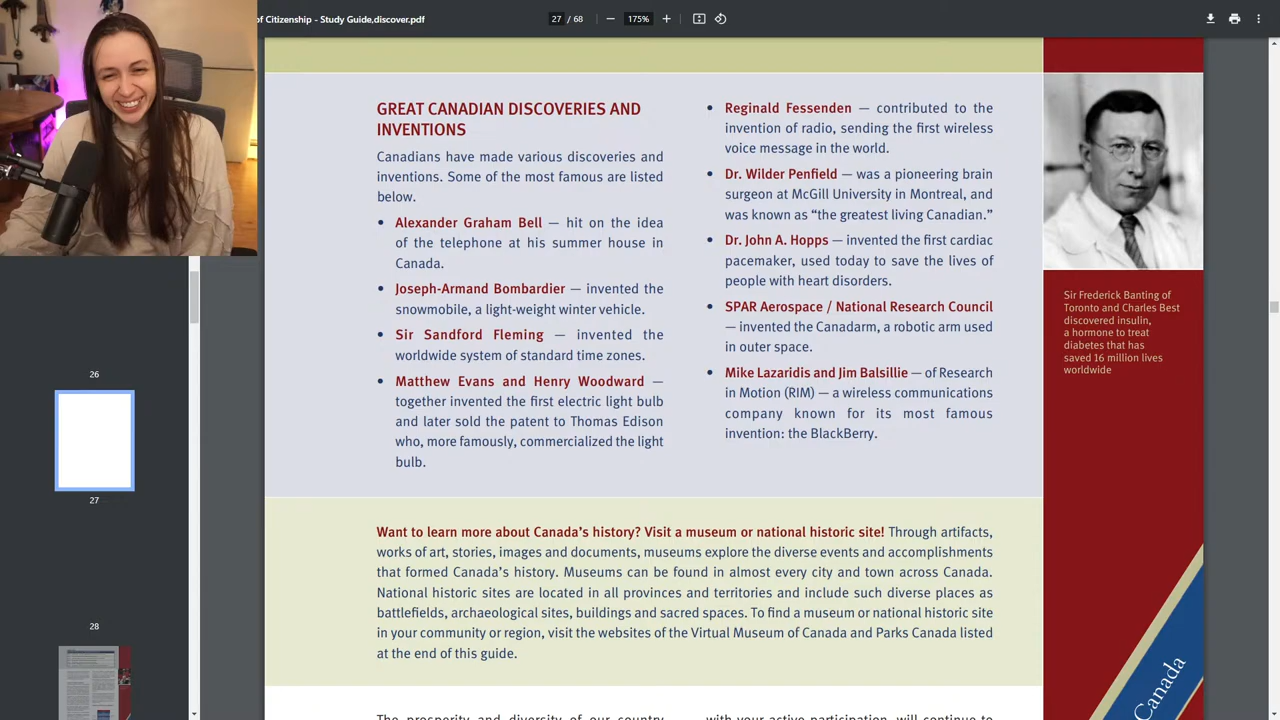 of Citizenship - Study Guide,discover.pdf
27 / 68
175%
26
27
28
GREAT CANADIAN DISCOVERIES AND
INVENTIONS
Canadians have made various discoveries and
inventions. Some of the most famous are listed
below.
• Alexander Graham Bell — hit on the idea
of the telephone at his summer house in
Canada.
• Joseph-Armand Bombardier — invented the
snowmobile, a light-weight winter vehicle.
• Sir Sandford Fleming — invented the
worldwide system of standard time zones.
• Matthew Evans and Henry Woodward —
together invented the first electric light bulb
and later sold the patent to Thomas Edison
who, more famously, commercialized the light
bulb.
• Reginald Fessenden — contributed to the
invention of radio, sending the first wireless
voice message in the world.
• Dr. Wilder Penfield — was a pioneering brain
surgeon at McGill University in Montreal, and
was known as “the greatest living Canadian.”
• Dr. John A. Hopps — invented the first cardiac
pacemaker, used today to save the lives of
people with heart disorders.
• SPAR Aerospace / National Research Council
— invented the Canadarm, a robotic arm used
in outer space.
• Mike Lazaridis and Jim Balsillie — of Research
in Motion (RIM) — a wireless communications
company known for its most famous
invention: the BlackBerry.
Sir Frederick Banting of
Toronto and Charles Best
discovered insulin,
a hormone to treat
diabetes that has
saved 16 million lives
worldwide
Want to learn more about Canada’s history? Visit a museum or national historic site! Through artifacts,
works of art, stories, images and documents, museums explore the diverse events and accomplishments
that formed Canada’s history. Museums can be found in almost every city and town across Canada.
National historic sites are located in all provinces and territories and include such diverse places as
battlefields, archaeological sites, buildings and sacred spaces. To find a museum or national historic site
in your community or region, visit the websites of the Virtual Museum of Canada and Parks Canada listed
at the end of this guide.
Canada
The prosperity and diversity of our country
with your active participation, will continue to